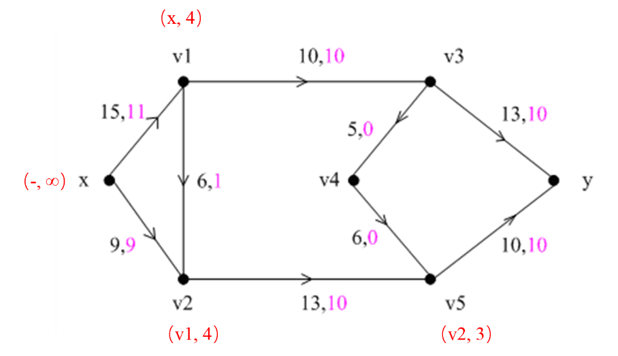 (x, 4)
v1
10,10
v3
15,11
5,0
13,10
(-, ∞)
x
6,1
v4
y
9,9
6,0
10,10
v2
13,10
v5
(v1, 4)
(v2, 3)